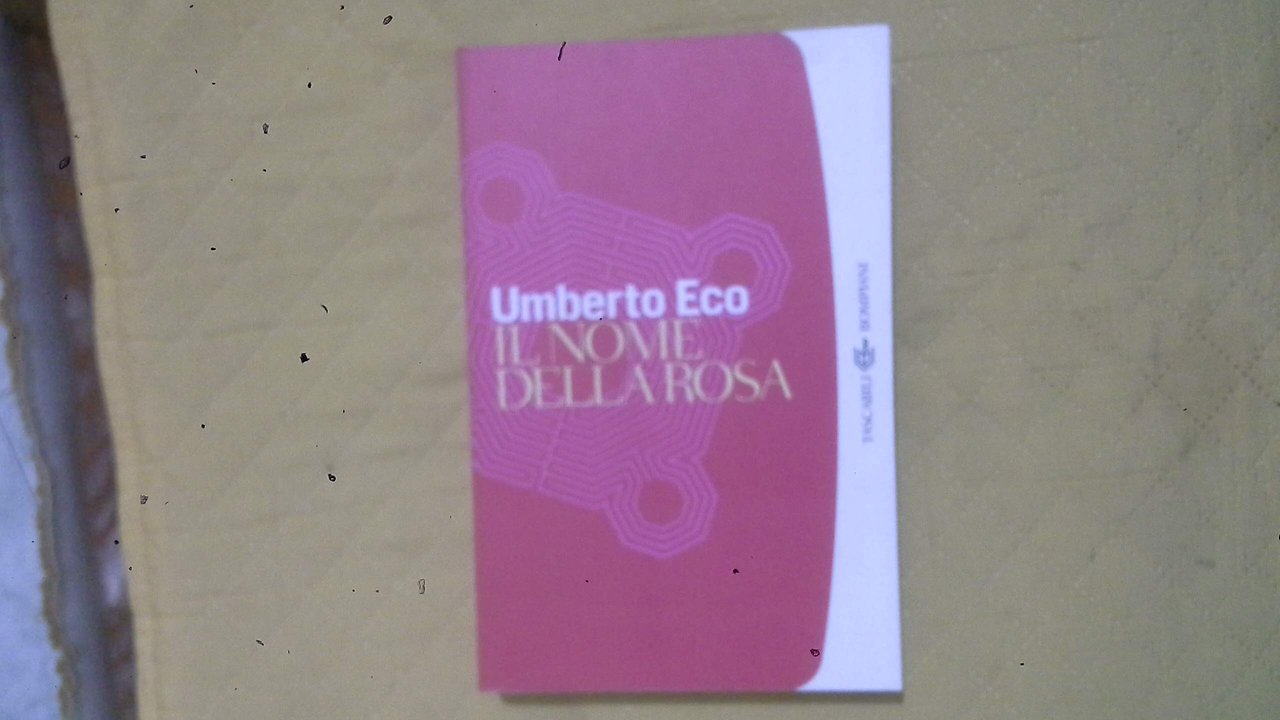 Umberto Eco
IL NOME
DELLA ROSA
TASCABILI BOMPIANI